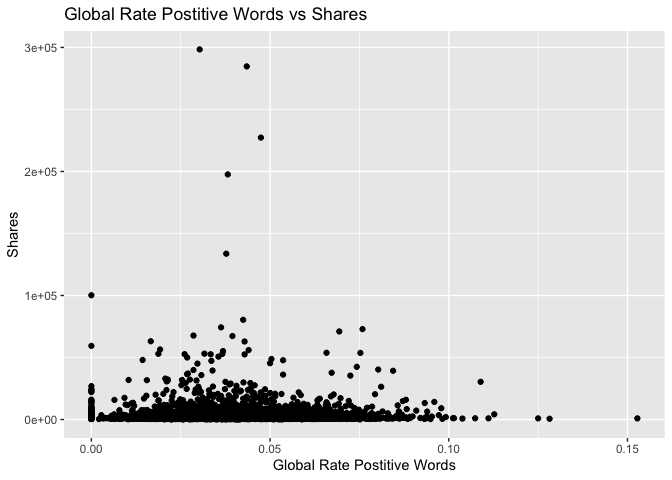 Global Rate Postitive Words vs Shares
3e+05
2e+05
1e+05
0e+00
Shares
0.00 0.05 0.10 0.15
Global Rate Postitive Words